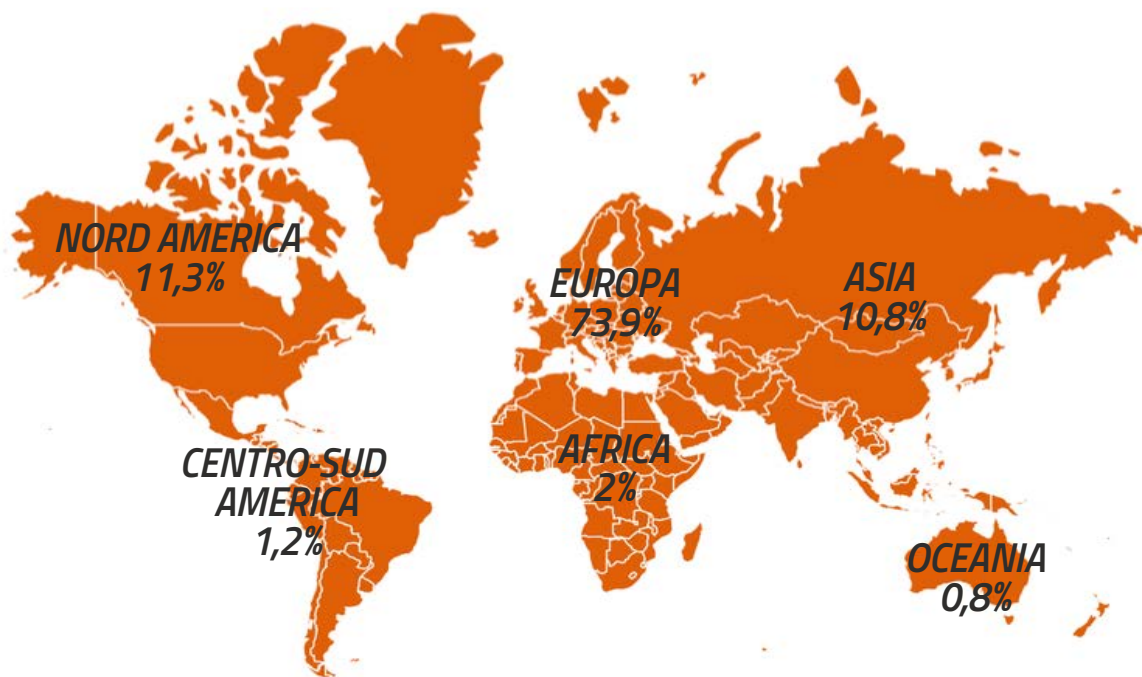 NORD AMERICA
11,3%
EUROPA
73,9%
ASIA
10,8%
CENTRO-SUD
AMERICA
1,2%
AFRICA
2%
OCEANIA
0,8%